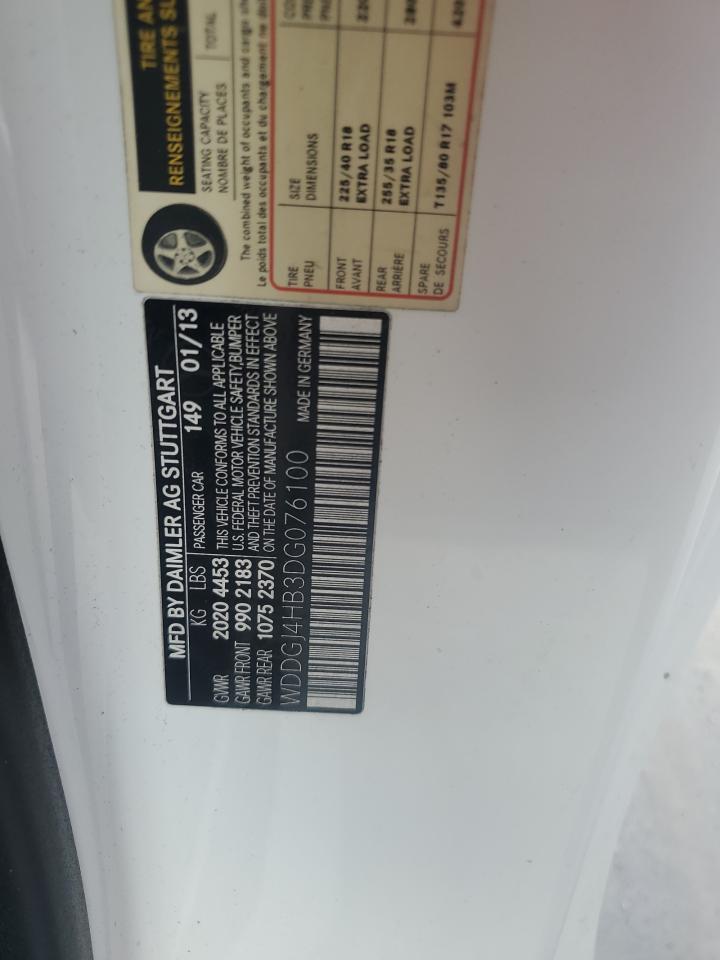 MFD BY DAIMLER AG STUTTGART
KG LBS PASSENGER CAR 149 01/13
GVWR 2020 4453 THIS VEHICLE CONFORMS TO ALL APPLICABLE
GAWR FRONT 990 2183 U.S. FEDERAL MOTOR VEHICLE SAFETY,BUMPER
GAWR REAR 1075 2370 AND THEFT PREVENTION STANDARDS IN EFFECT
ON THE DATE OF MANUFACTURE SHOWN ABOVE
WDDGJ4HB3DG076100 MADE IN GERMANY
TIRE AN
RENSEIGNEMENTS SU
SEATING CAPACITY TOTAL
NOMBRE DE PLACES
The combined weight of occupants and cargo
Le poids total des occupants et du chargement ne
TIRE SIZE
PNEU DIMENSIONS
FRONT 225/40 R18
AVANT EXTRA LOAD
REAR 255/35 R18
ARRIÈRE EXTRA LOAD
SPARE T135/80 R17 103M
DE SECOURS